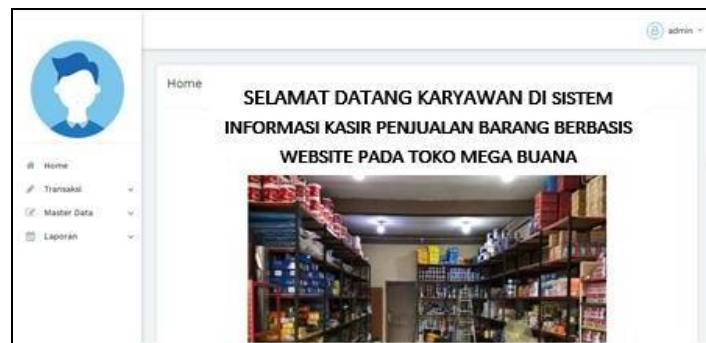 admin
Home
SELAMAT DATANG KARYAWAN DI SISTEM
INFORMASI KASIR PENJUALAN BARANG BERBASIS
WEBSITE PADA TOKO MEGA BUANA
Home
Transaksi
Master Data
Laporan